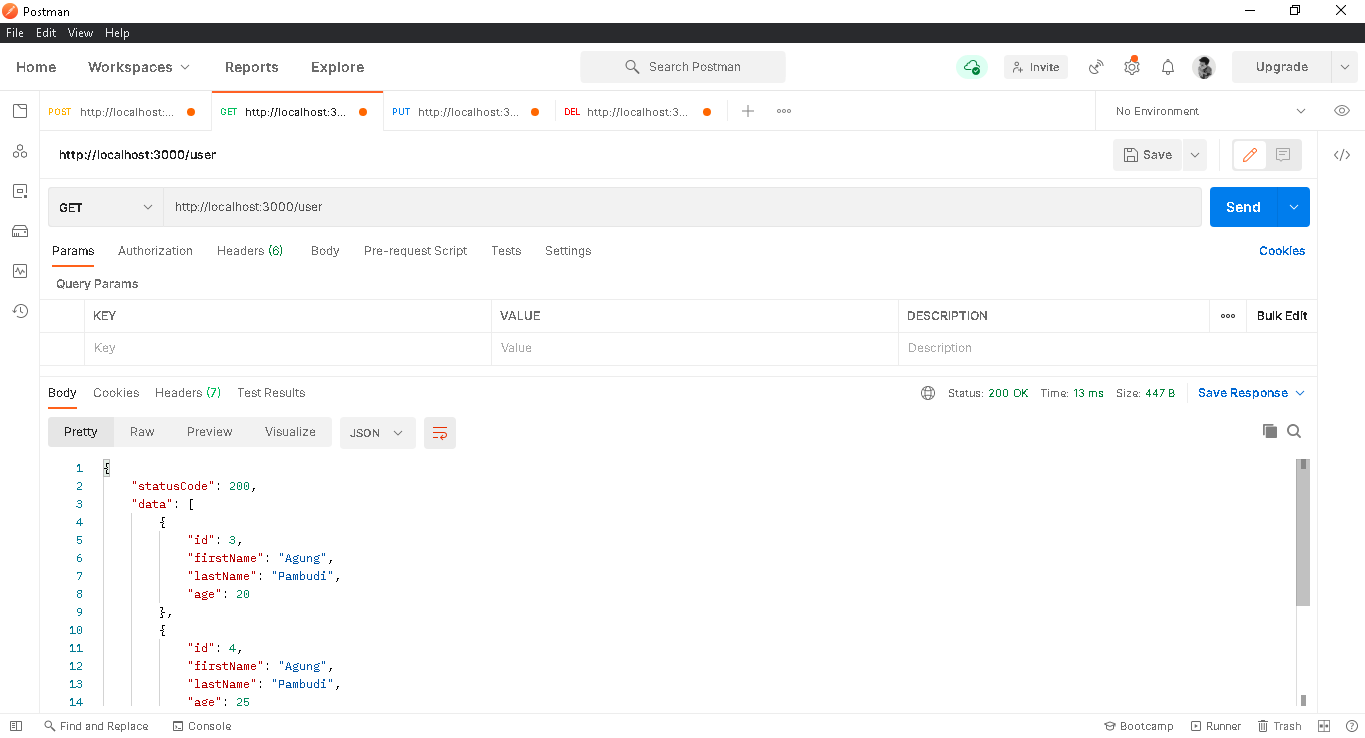 Postman
File Edit View Help
Home Workspaces Reports Explore Search Postman Invite Upgrade
POST http://localhost:... GET http://localhost:3... PUT http://localhost:3... DEL http://localhost:3... No Environment
http://localhost:3000/user Save
GET http://localhost:3000/user Send
Params Authorization Headers (6) Body Pre-request Script Tests Settings Cookies
Query Params
KEY VALUE DESCRIPTION Bulk Edit
Key Value Description
Body Cookies Headers (7) Test Results Status: 200 OK Time: 13 ms Size: 447 B Save Response
Pretty Raw Preview Visualize JSON
1 {
2 "statusCode": 200,
3 "data": [
4 {
5 "id": 3,
6 "firstName": "Agung",
7 "lastName": "Pambudi",
8 "age": 20
9 },
10 {
11 "id": 4,
12 "firstName": "Agung",
13 "lastName": "Pambudi",
14 "age": 25
Find and Replace Console Bootcamp Runner Trash